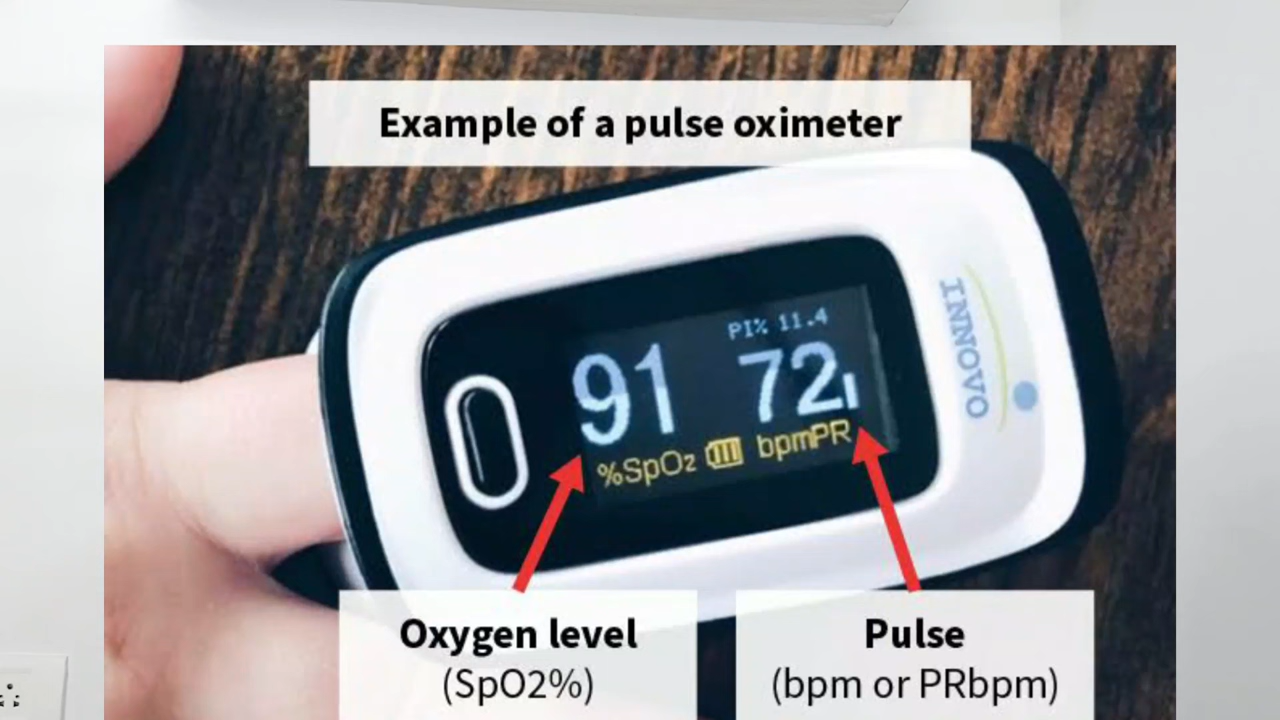 Example of a pulse oximeter
PI% 11.4
91 72
%SpO₂ bpmPR
INNOVO
Oxygen level
(SpO2%)
Pulse
(bpm or PRbpm)